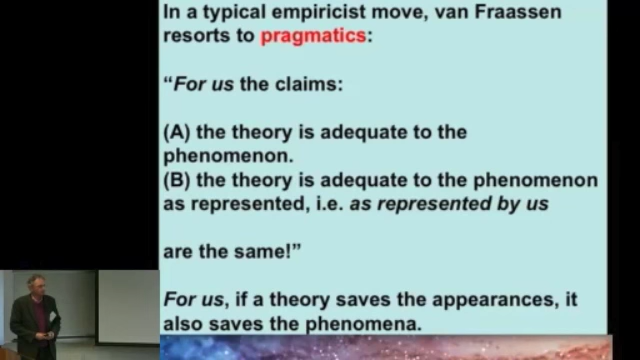 In a typical empiricist move, van Fraassen
resorts to pragmatics:
“For us the claims:
(A) the theory is adequate to the
phenomenon.
(B) the theory is adequate to the phenomenon
as represented, i.e. as represented by us
are the same!”
For us, if a theory saves the appearances, it
also saves the phenomena.